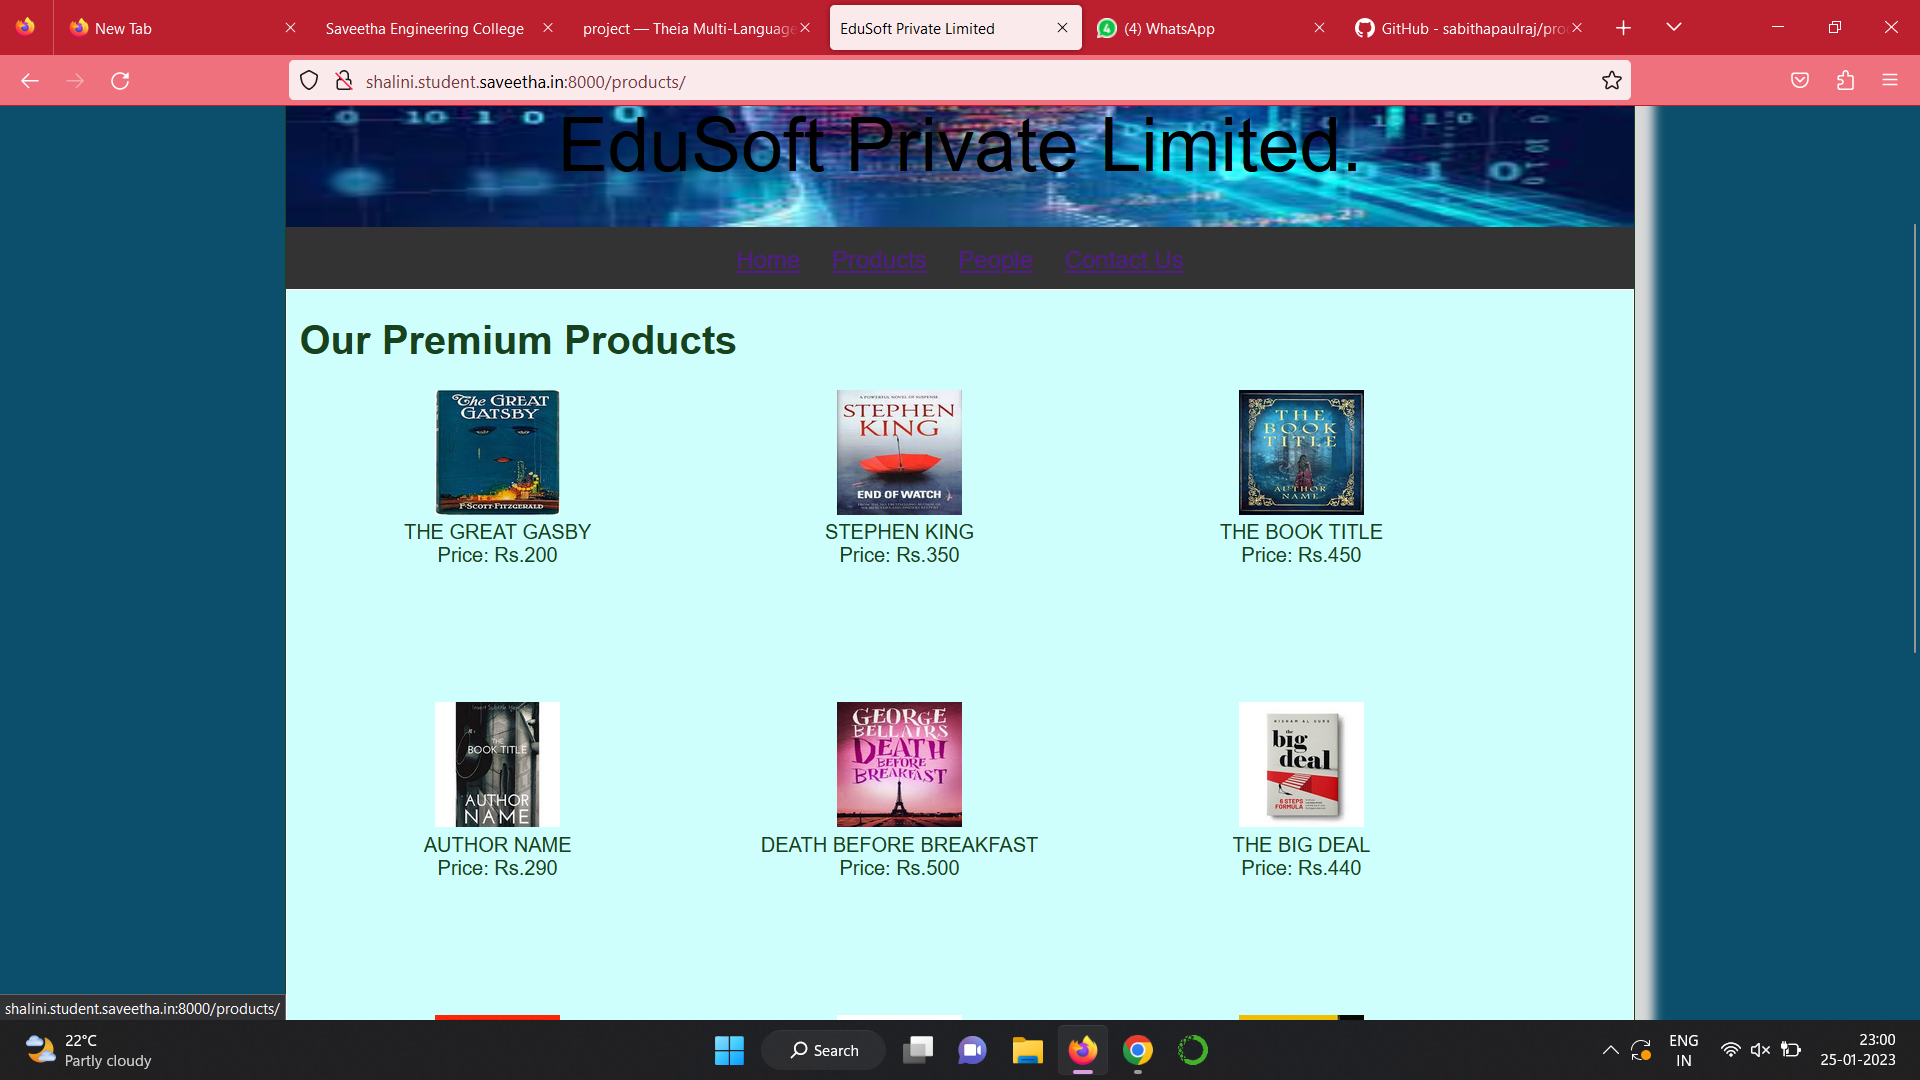 New Tab
Saveetha Engineering College
project — Theia Multi-Language
EduSoft Private Limited
(4) WhatsApp
GitHub - sabithapaulraj/pro
shalini.student.saveetha.in:8000/products/
EduSoft Private Limited.
Home Products People Contact Us
Our Premium Products
The GREAT
GATSBY
F·SCOTT·FITZGERALD
THE GREAT GASBY
Price: Rs.200
A POWERFUL NOVEL OF SUSPENSE
STEPHEN
KING
END OF WATCH
STEPHEN KING
Price: Rs.350
THE
BOOK
TITLE
AUTHOR
NAME
THE BOOK TITLE
Price: Rs.450
THE
BOOK TITLE
AUTHOR
NAME
AUTHOR NAME
Price: Rs.290
GEORGE
BELLAIRS
DEATH
BEFORE
BREAKFAST
DEATH BEFORE BREAKFAST
Price: Rs.500
the
big
deal
6 STEPS
FORMULA
THE BIG DEAL
Price: Rs.440
shalini.student.saveetha.in:8000/products/
22°C
Partly cloudy
Search
ENG
IN
23:00
25-01-2023